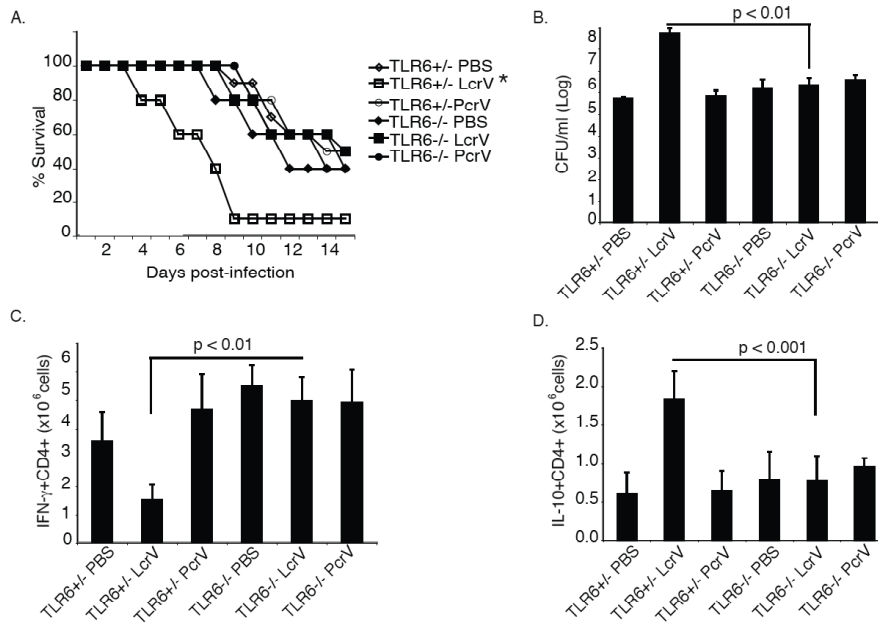 A.
% Survival
100
80
60
40
20
0
2 4 6 8 10 12 14
Days post-infection
TLR6+/- PBS
TLR6+/- LcrV *
TLR6+/-PcrV
TLR6-/- PBS
TLR6-/- LcrV
TLR6-/- PcrV
B.
p < 0.01
CFU/ml (Log)
8
7
6
5
4
3
2
1
0
TLR6+/- PBS
TLR6+/- LcrV
TLR6+/- PcrV
TLR6-/- PBS
TLR6-/- LcrV
TLR6-/- PcrV
C.
p < 0.01
IFN-γ+CD4+ (x10⁶cells)
6
5
4
3
2
1
0
TLR6+/- PBS
TLR6+/- LcrV
TLR6+/- PcrV
TLR6-/- PBS
TLR6-/- LcrV
TLR6-/- PcrV
D.
p < 0.001
IL-10+CD4+ (x10⁶cells)
2.5
2.0
1.5
1.0
0.5
0.0
TLR6+/- PBS
TLR6+/- LcrV
TLR6+/- PcrV
TLR6-/- PBS
TLR6-/- LcrV
TLR6-/- PcrV